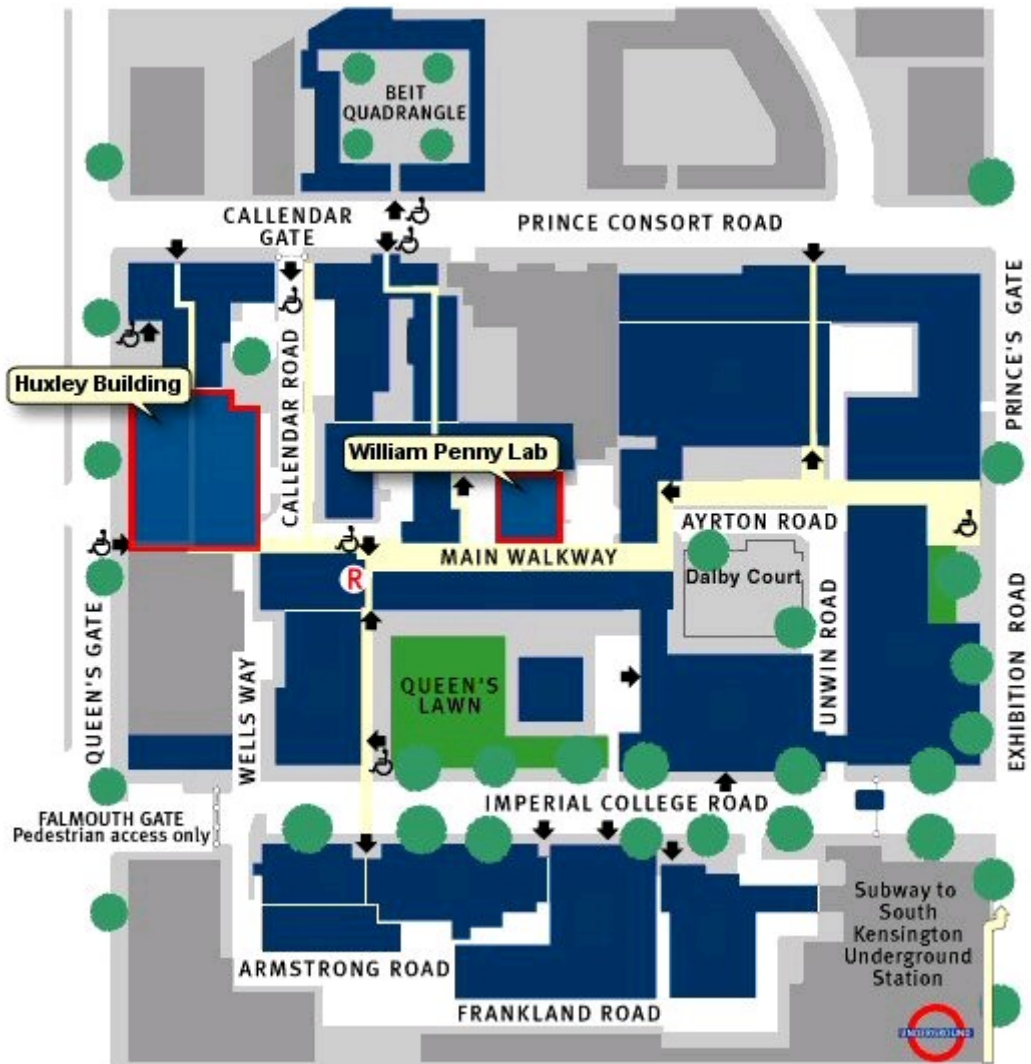 BEIT
QUADRANGLE
CALLENDAR
GATE
PRINCE CONSORT ROAD
PRINCE'S GATE
Huxley Building
CALLENDAR ROAD
William Penny Lab
AYRTON ROAD
MAIN WALKWAY
R
Dalby Court
QUEEN'S GATE
WELLS WAY
QUEEN'S
LAWN
UNWIN ROAD
EXHIBITION ROAD
IMPERIAL COLLEGE ROAD
FALMOUTH GATE
Pedestrian access only
Subway to
South
Kensington
Underground
Station
ARMSTRONG ROAD
FRANKLAND ROAD
UNDERGROUND